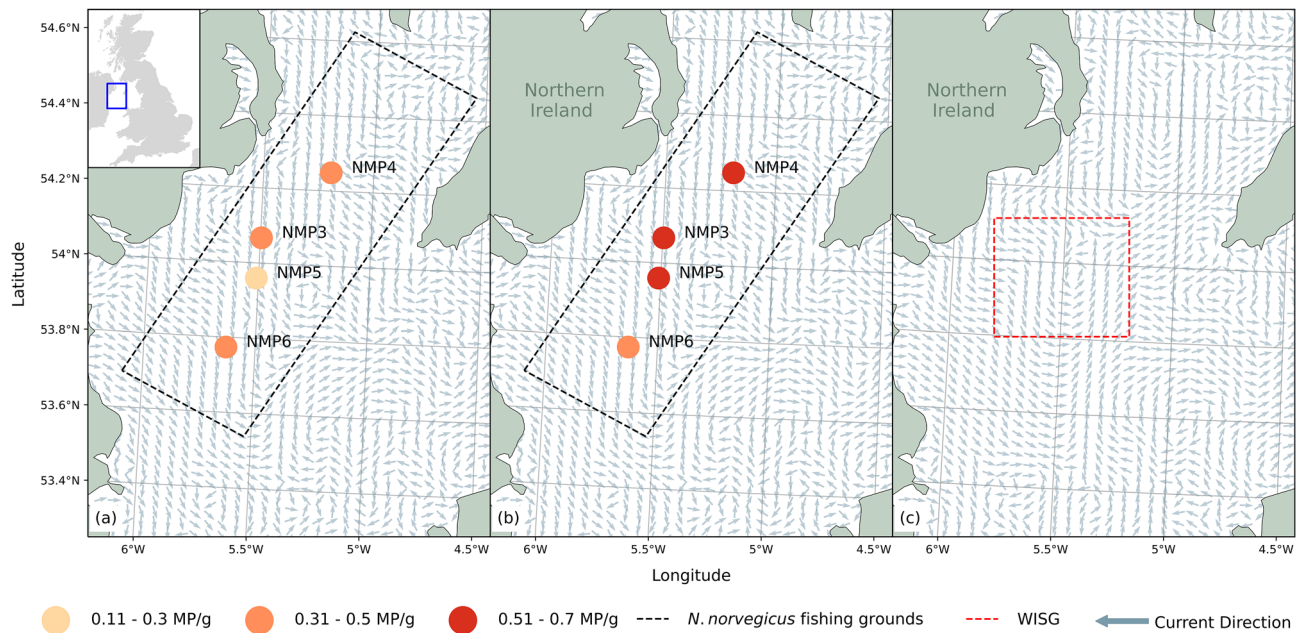 54.6°N
54.4°N
54.2°N
54°N
53.8°N
53.6°N
53.4°N
Latitude
NMP4
NMP3
NMP5
NMP6
(a)
6°W
5.5°W
5°W
4.5°W
Northern
Ireland
NMP4
NMP3
NMP5
NMP6
(b)
6°W
5.5°W
5°W
4.5°W
Northern
Ireland
(c)
6°W
5.5°W
5°W
4.5°W
Longitude
0.11 - 0.3 MP/g
0.31 - 0.5 MP/g
0.51 - 0.7 MP/g
N. norvegicus fishing grounds
WISG
Current Direction